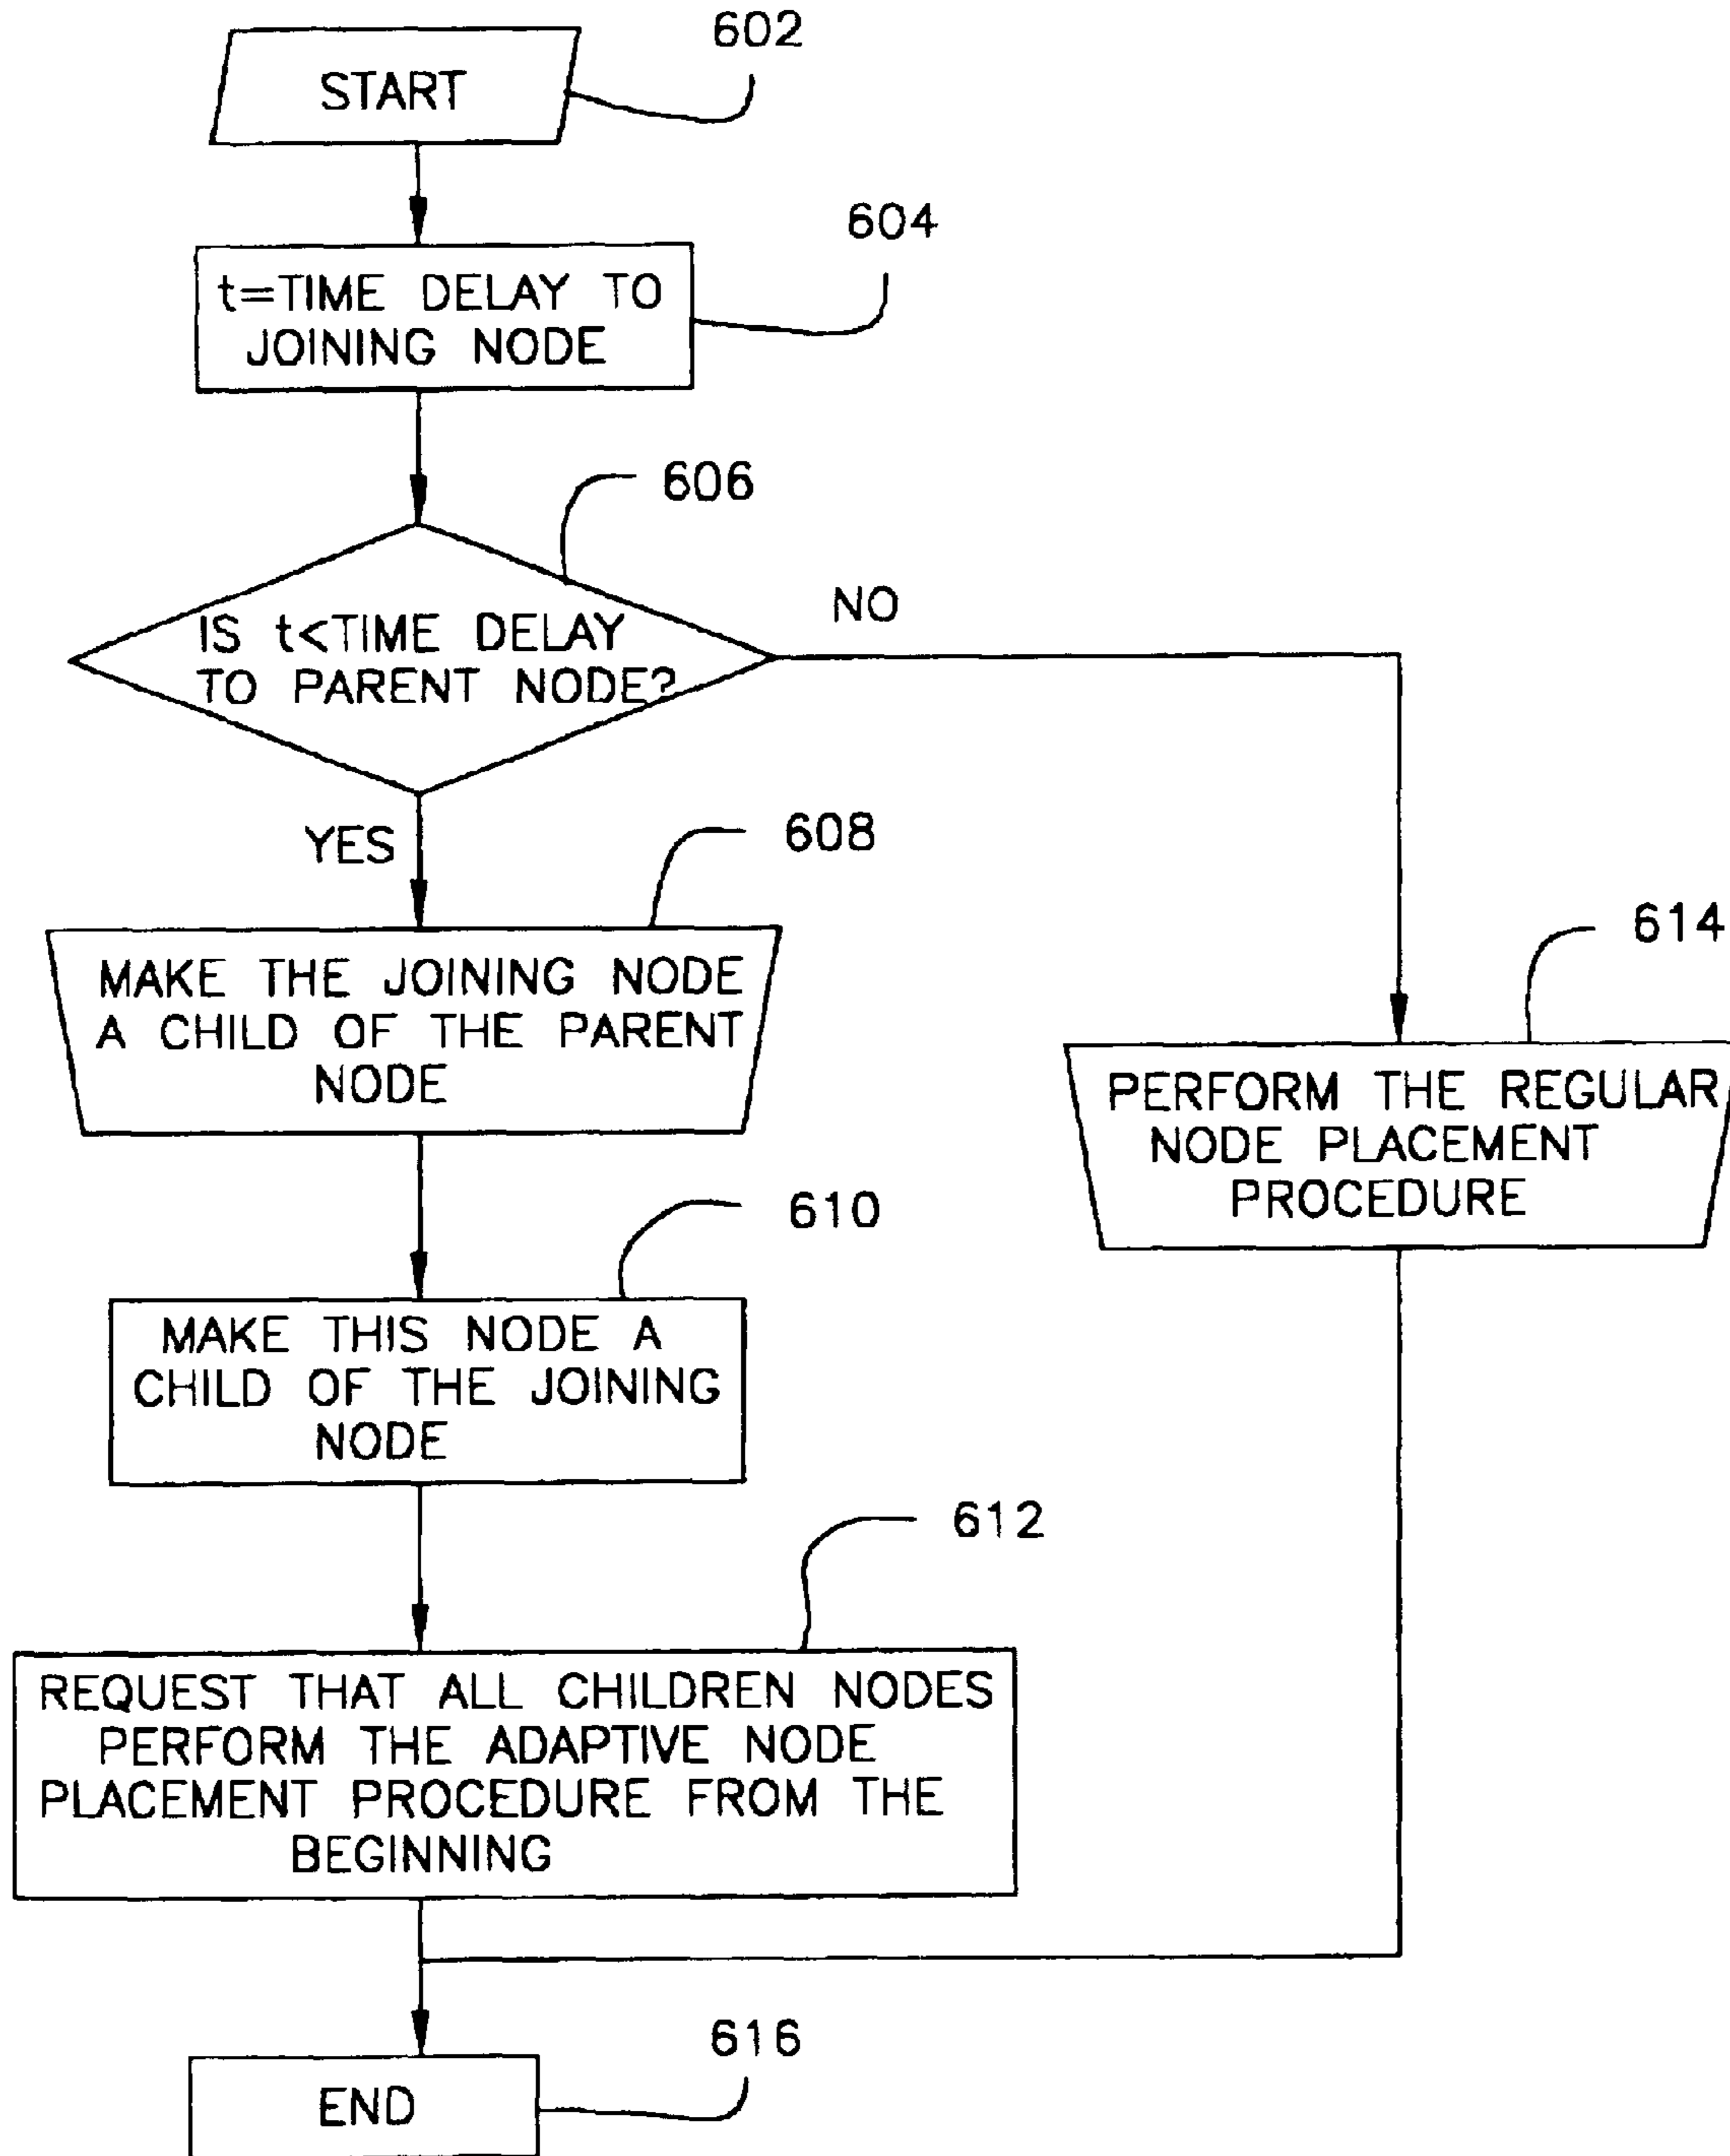 602
START
604
t=TIME DELAY TO
JOINING NODE
606
IS t<TIME DELAY
TO PARENT NODE?
NO
YES
608
MAKE THE JOINING NODE
A CHILD OF THE PARENT
NODE
614
PERFORM THE REGULAR
NODE PLACEMENT
PROCEDURE
610
MAKE THIS NODE A
CHILD OF THE JOINING
NODE
612
REQUEST THAT ALL CHILDREN NODES
PERFORM THE ADAPTIVE NODE
PLACEMENT PROCEDURE FROM THE
BEGINNING
616
END